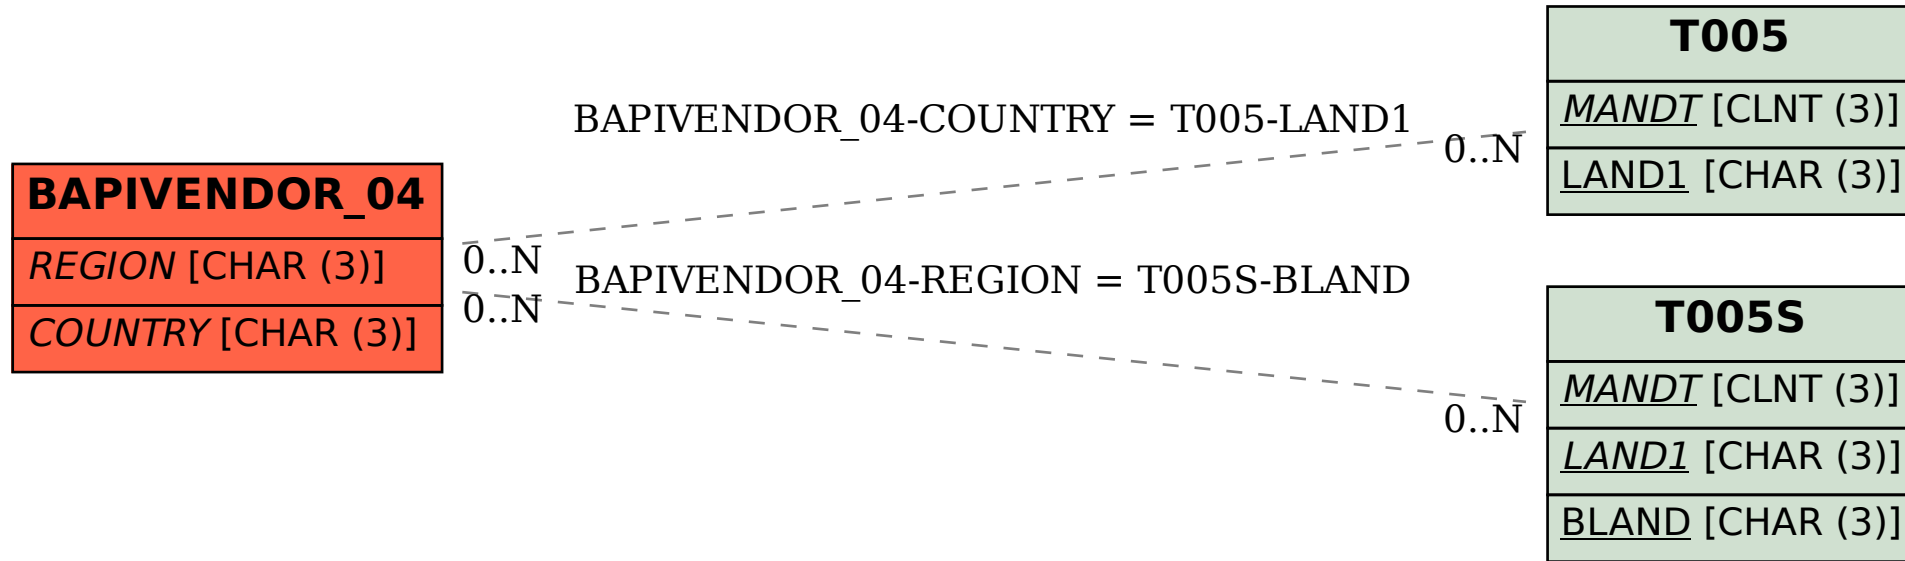 BAPIVENDOR_04
REGION [CHAR (3)]
COUNTRY [CHAR (3)]
BAPIVENDOR_04-COUNTRY = T005-LAND1
0..N
0..N
BAPIVENDOR_04-REGION = T005S-BLAND
0..N
0..N
T005
MANDT [CLNT (3)]
LAND1 [CHAR (3)]
T005S
MANDT [CLNT (3)]
LAND1 [CHAR (3)]
BLAND [CHAR (3)]